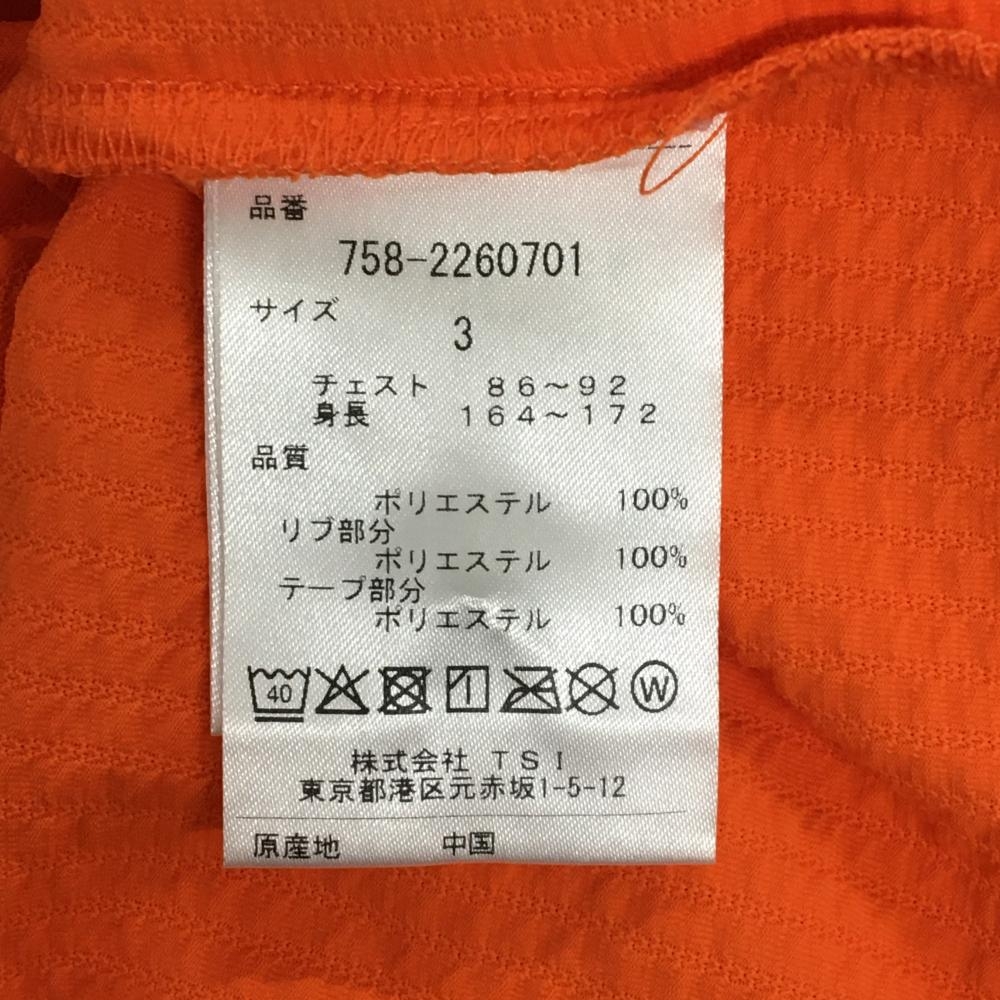 品番
758-2260701
サイズ
3
チェスト 86～92
身長 164～172
品質
ポリエステル 100%
リブ部分
ポリエステル 100%
テープ部分
ポリエステル 100%
40 W
株式会社 TSI
東京都港区元赤坂1-5-12
原産地 中国